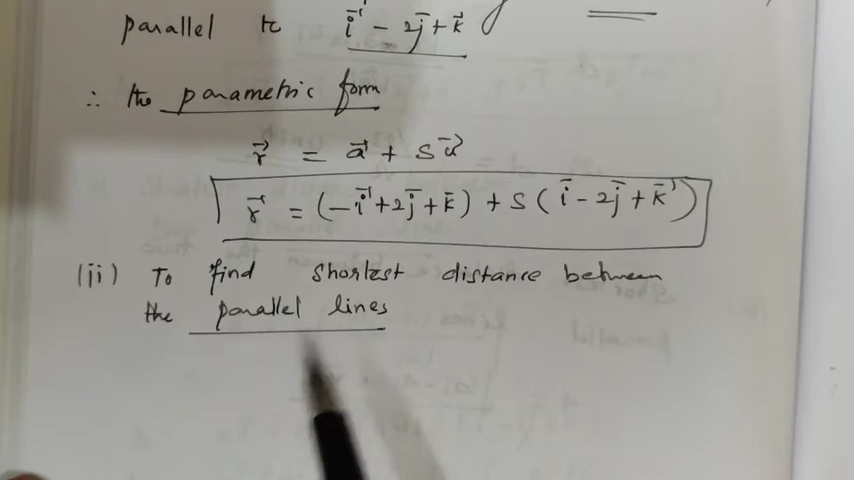 parallel to i⃗ - 2j̄ + k⃗
∴ the parametric form
r⃗ = a⃗ + su⃗
r⃗ = (-i⃗ + 2j̄ + k̄) + s(ī - 2j̄ + k⃗)
(ii) To find shortest distance between
the parallel lines